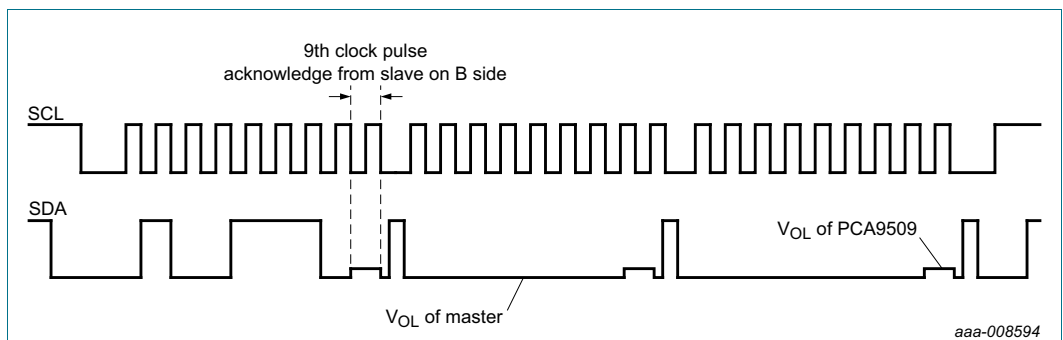 9th clock pulse
acknowledge from slave on B side
SCL
SDA
VOL of PCA9509
VOL of master
aaa-008594